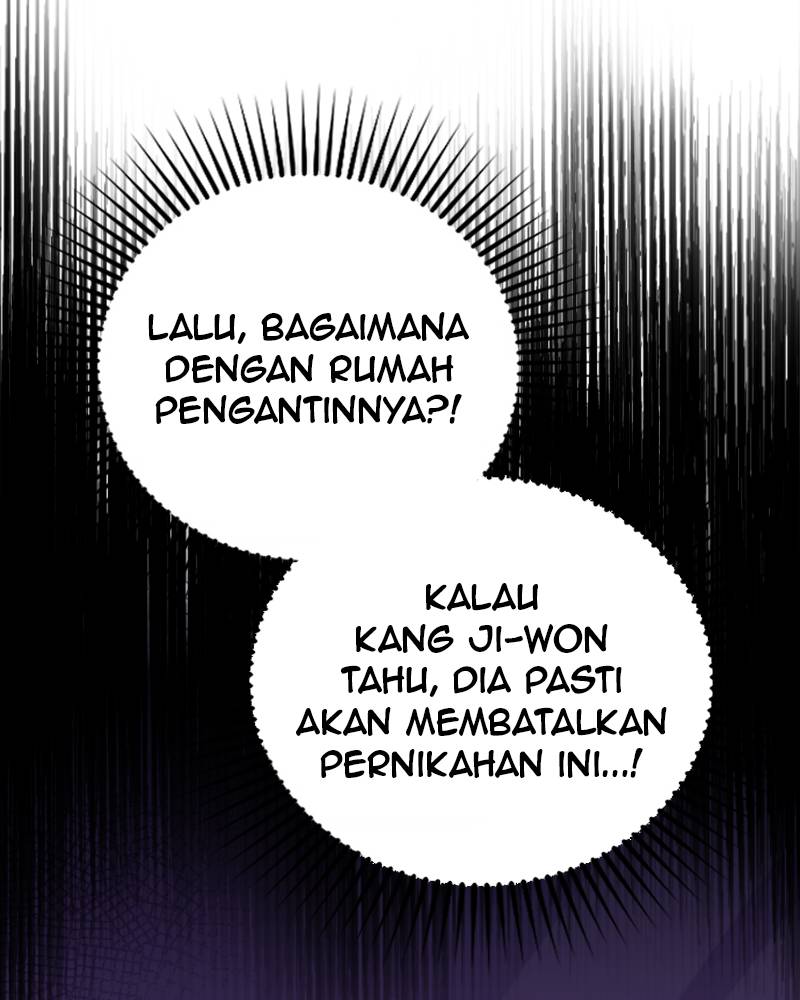 LALU, BAGAIMANA
DENGAN RUMAH
PENGANTINNYA?!
KALAU
KANG JI-WON
TAHU, DIA PASTI
AKAN MEMBATALKAN
PERNIKAHAN INI...!